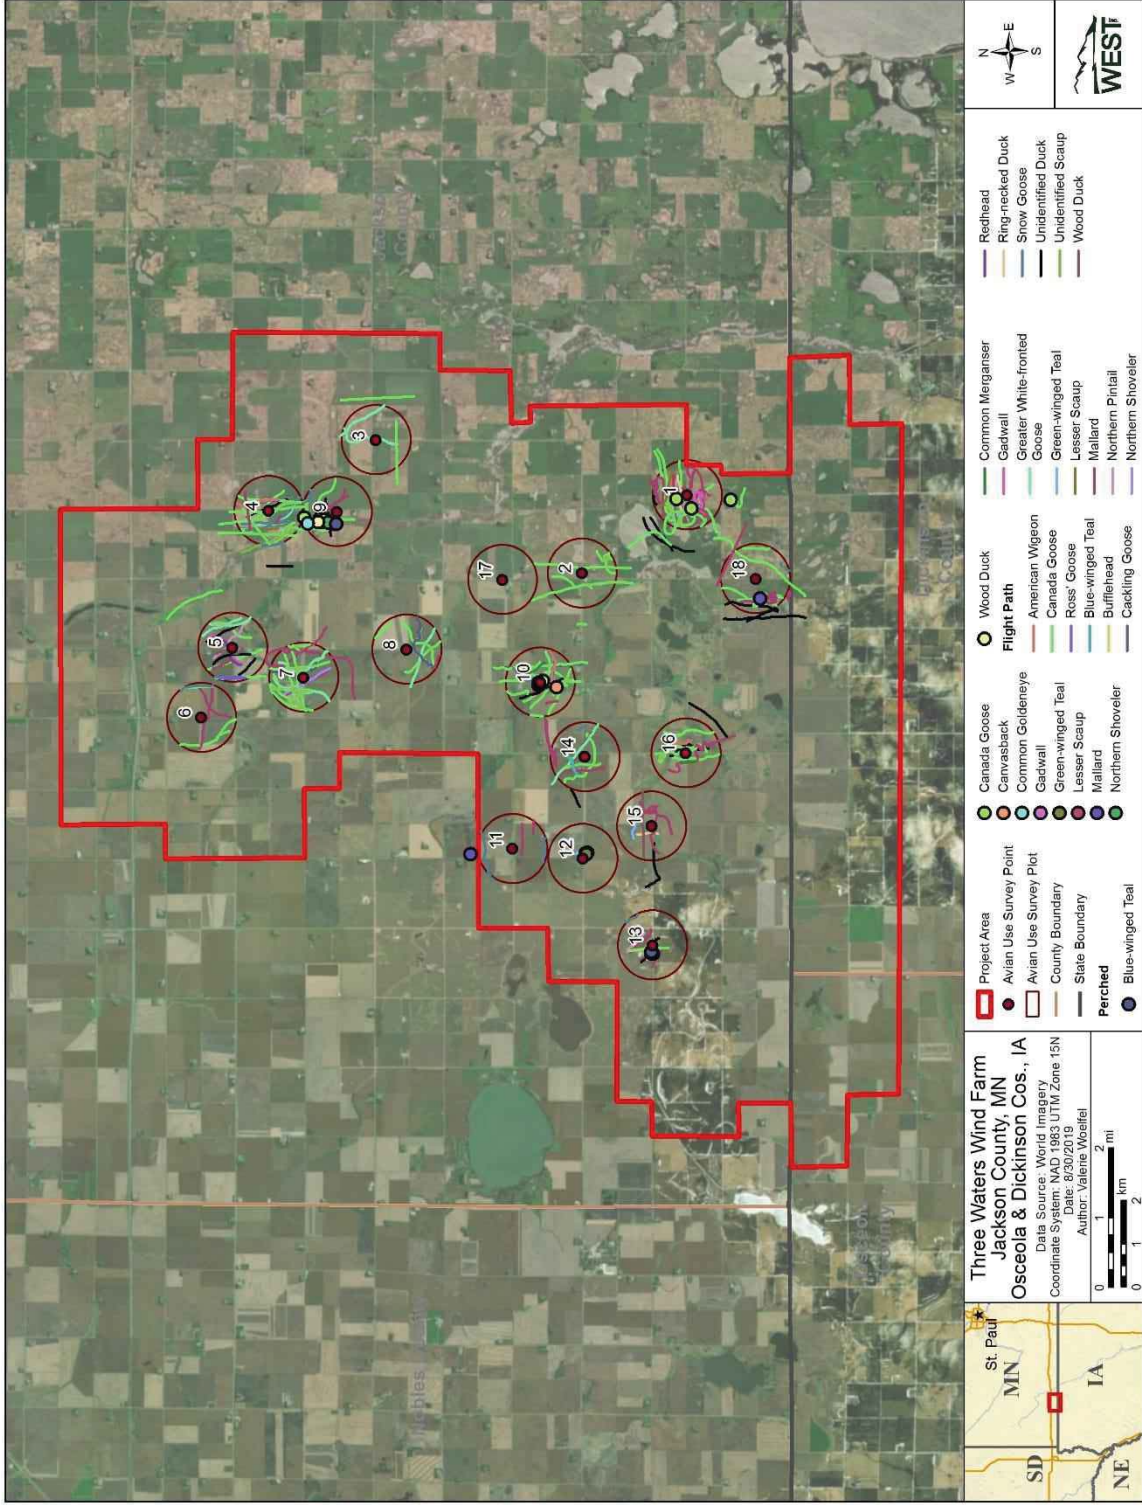 3
4
9
1
17
2
18
5
8
7
6
10
14
16
11
12
15
13
St. Paul
MN
SD
IA
NE
Three Waters Wind Farm
Jackson County, MN
Osceola & Dickinson Cos., IA
Data Source: World Imagery
Coordinate System: NAD 1983 UTM Zone 15N
Date: 8/30/2019
Author: Valerie Woelfel
0 1 2
mi
km
0 1 2
Project Area
Avian Use Survey Point
Avian Use Survey Plot
County Boundary
State Boundary
Perched
Blue-winged Teal
Canada Goose
Canvasback
Common Goldeneye
Gadwall
Green-winged Teal
Lesser Scaup
Mallard
Northern Shoveler
Wood Duck
Flight Path
American Wigeon
Canada Goose
Ross' Goose
Blue-winged Teal
Bufflehead
Cackling Goose
Common Merganser
Gadwall
Greater White-fronted
Goose
Green-winged Teal
Lesser Scaup
Mallard
Northern Pintail
Northern Shoveler
Redhead
Ring-necked Duck
Snow Goose
Unidentified Duck
Unidentified Scaup
Wood Duck
N
W E
S
WEST